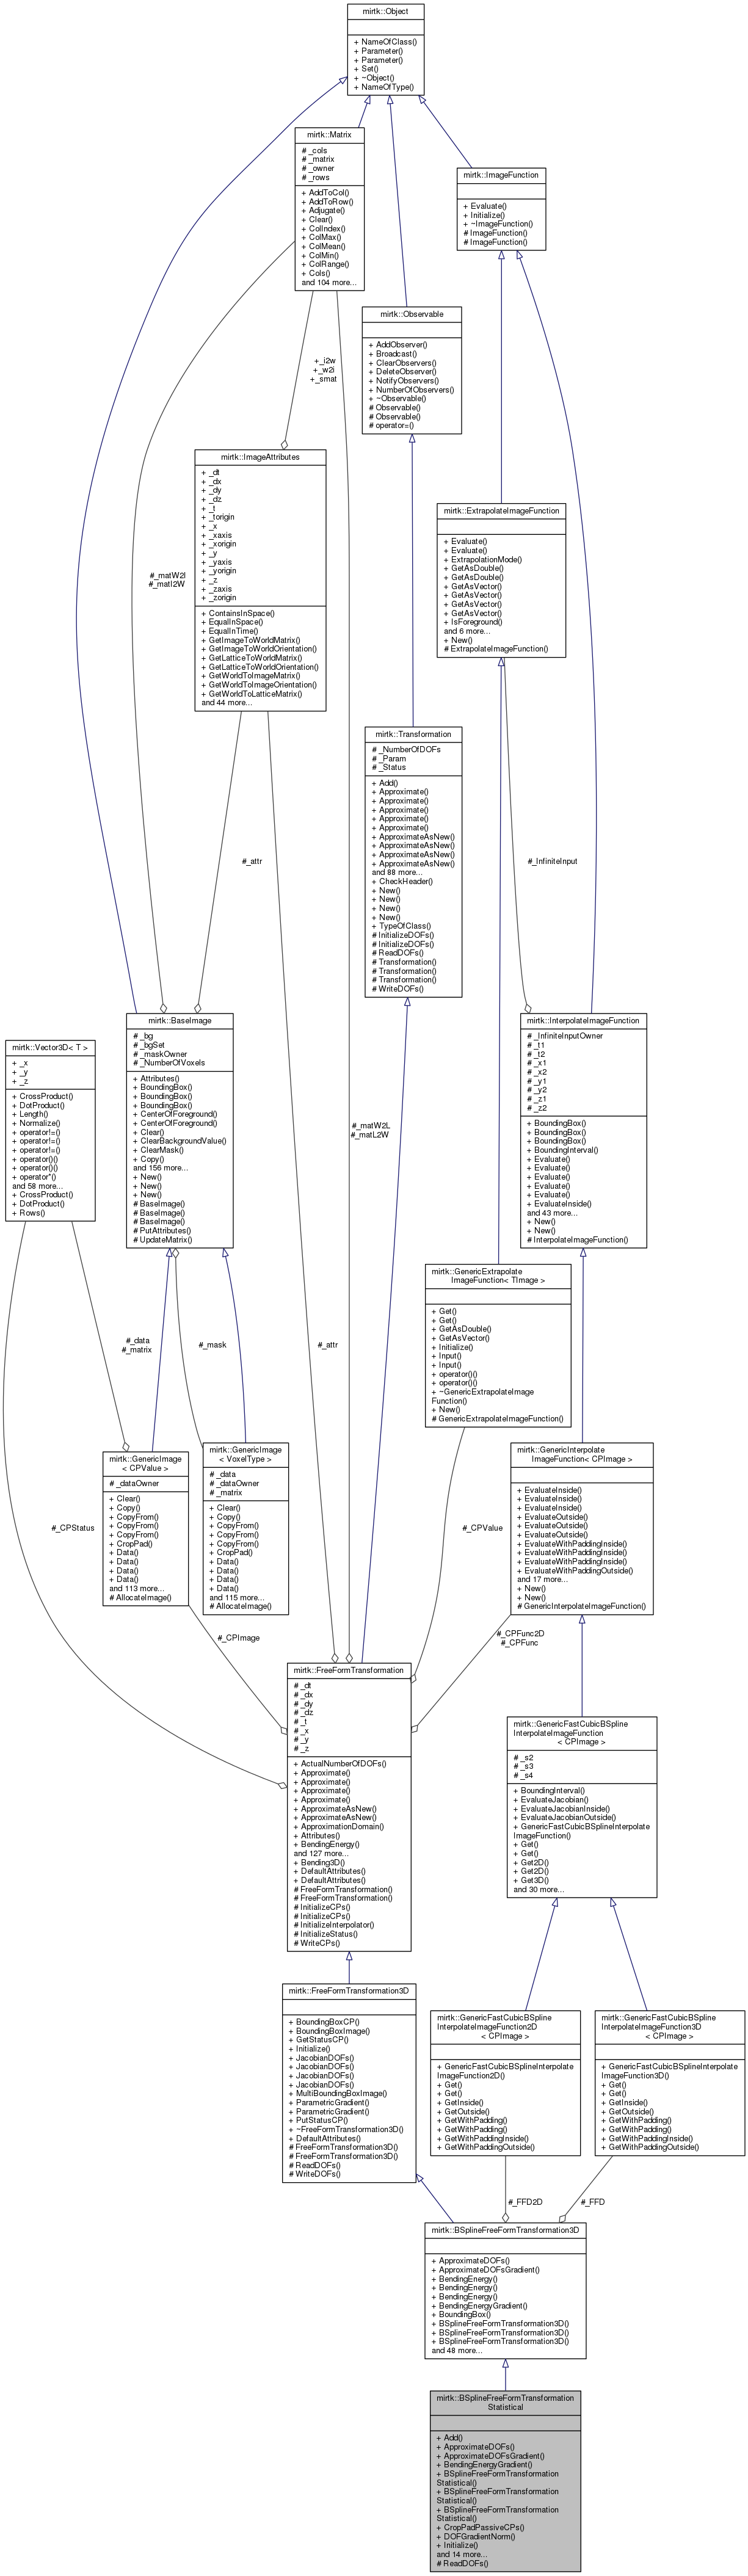 mirtk::Object
+ NameOfClass()
+ Parameter()
+ Parameter()
+ Set()
+ ~Object()
+ NameOfType()
mirtk::Matrix
# _cols
# _matrix
# _owner
# _rows
+ AddToCol()
+ AddToRow()
+ Adjugate()
+ Clear()
+ ColIndex()
+ ColMax()
+ ColMean()
+ ColMin()
+ ColRange()
+ Cols()
and 104 more...
mirtk::ImageFunction
+ Evaluate()
+ Initialize()
+ ~ImageFunction()
# ImageFunction()
# ImageFunction()
mirtk::Observable
+ AddObserver()
+ Broadcast()
+ ClearObservers()
+ DeleteObserver()
+ NotifyObservers()
+ NumberOfObservers()
+ ~Observable()
# Observable()
# Observable()
# operator=()
+_i2w
+_w2i
+_smat
mirtk::ImageAttributes
+ _dt
+ _dx
+ _dy
+ _dz
+ _t
+ _torigin
+ _x
+ _xaxis
+ _xorigin
+ _y
+ _yaxis
+ _yorigin
+ _z
+ _zaxis
+ _zorigin
+ ContainsInSpace()
+ EqualInSpace()
+ EqualInTime()
+ GetImageToWorldMatrix()
+ GetImageToWorldOrientation()
+ GetLatticeToWorldMatrix()
+ GetLatticeToWorldOrientation()
+ GetWorldToImageMatrix()
+ GetWorldToImageOrientation()
+ GetWorldToLatticeMatrix()
and 44 more...
mirtk::ExtrapolateImageFunction
+ Evaluate()
+ Evaluate()
+ ExtrapolationMode()
+ GetAsDouble()
+ GetAsDouble()
+ GetAsVector()
+ GetAsVector()
+ GetAsVector()
+ GetAsVector()
+ IsForeground()
and 6 more...
+ New()
# ExtrapolateImageFunction()
#_matW2I
#_matI2W
mirtk::Transformation
# _NumberOfDOFs
# _Param
# _Status
+ Add()
+ Approximate()
+ Approximate()
+ Approximate()
+ Approximate()
+ Approximate()
+ ApproximateAsNew()
+ ApproximateAsNew()
+ ApproximateAsNew()
+ ApproximateAsNew()
and 88 more...
+ CheckHeader()
+ New()
+ New()
+ New()
+ New()
+ TypeOfClass()
# InitializeDOFs()
# InitializeDOFs()
# ReadDOFs()
# Transformation()
# Transformation()
# Transformation()
# WriteDOFs()
#_attr
#_InfiniteInput
mirtk::BaseImage
# _bg
# _bgSet
# _maskOwner
# _NumberOfVoxels
+ Attributes()
+ BoundingBox()
+ BoundingBox()
+ BoundingBox()
+ CenterOfForeground()
+ CenterOfForeground()
+ Clear()
+ ClearBackgroundValue()
+ ClearMask()
+ Copy()
and 156 more...
+ New()
+ New()
+ New()
# BaseImage()
# BaseImage()
# BaseImage()
# PutAttributes()
# UpdateMatrix()
mirtk::InterpolateImageFunction
# _InfiniteInputOwner
# _t1
# _t2
# _x1
# _x2
# _y1
# _y2
# _z1
# _z2
+ BoundingBox()
+ BoundingBox()
+ BoundingBox()
+ BoundingInterval()
+ Evaluate()
+ Evaluate()
+ Evaluate()
+ Evaluate()
+ Evaluate()
+ EvaluateInside()
and 43 more...
+ New()
+ New()
# InterpolateImageFunction()
mirtk::Vector3D< T >
+ _x
+ _y
+ _z
+ CrossProduct()
+ DotProduct()
+ Length()
+ Normalize()
+ operator!=()
+ operator!=()
+ operator!=()
+ operator()()
+ operator()()
+ operator*()
and 58 more...
+ CrossProduct()
+ DotProduct()
+ Rows()
#_matW2L
#_matL2W
mirtk::GenericExtrapolate
ImageFunction< TImage >
+ Get()
+ Get()
+ GetAsDouble()
+ GetAsVector()
+ Initialize()
+ Input()
+ Input()
+ operator()()
+ operator()()
+ ~GenericExtrapolateImage
Function()
+ New()
# GenericExtrapolateImageFunction()
#_data
#_matrix
#_mask
#_attr
mirtk::GenericImage
< CPValue >
# _dataOwner
+ Clear()
+ Copy()
+ CopyFrom()
+ CopyFrom()
+ CopyFrom()
+ CropPad()
+ Data()
+ Data()
+ Data()
+ Data()
and 113 more...
# AllocateImage()
mirtk::GenericImage
< VoxelType >
# _data
# _dataOwner
# _matrix
+ Clear()
+ Copy()
+ CopyFrom()
+ CopyFrom()
+ CopyFrom()
+ CropPad()
+ Data()
+ Data()
+ Data()
+ Data()
and 115 more...
# AllocateImage()
mirtk::GenericInterpolate
ImageFunction< CPImage >
+ EvaluateInside()
+ EvaluateInside()
+ EvaluateInside()
+ EvaluateOutside()
+ EvaluateOutside()
+ EvaluateOutside()
+ EvaluateWithPaddingInside()
+ EvaluateWithPaddingInside()
+ EvaluateWithPaddingInside()
+ EvaluateWithPaddingOutside()
and 17 more...
+ New()
+ New()
# GenericInterpolateImageFunction()
#_CPStatus
#_CPValue
#_CPImage
#_CPFunc2D
#_CPFunc
mirtk::FreeFormTransformation
# _dt
# _dx
# _dy
# _dz
# _t
# _x
# _y
# _z
+ ActualNumberOfDOFs()
+ Approximate()
+ Approximate()
+ Approximate()
+ Approximate()
+ ApproximateAsNew()
+ ApproximateAsNew()
+ ApproximationDomain()
+ Attributes()
+ BendingEnergy()
and 127 more...
+ Bending3D()
+ DefaultAttributes()
+ DefaultAttributes()
# FreeFormTransformation()
# FreeFormTransformation()
# InitializeCPs()
# InitializeCPs()
# InitializeInterpolator()
# InitializeStatus()
# WriteCPs()
mirtk::GenericFastCubicBSpline
InterpolateImageFunction
< CPImage >
# _s2
# _s3
# _s4
+ BoundingInterval()
+ EvaluateJacobian()
+ EvaluateJacobianInside()
+ EvaluateJacobianOutside()
+ GenericFastCubicBSplineInterpolate
ImageFunction()
+ Get()
+ Get()
+ Get2D()
+ Get2D()
+ Get3D()
and 30 more...
mirtk::FreeFormTransformation3D
+ BoundingBoxCP()
+ BoundingBoxImage()
+ GetStatusCP()
+ Initialize()
+ JacobianDOFs()
+ JacobianDOFs()
+ JacobianDOFs()
+ JacobianDOFs()
+ MultiBoundingBoxImage()
+ ParametricGradient()
+ ParametricGradient()
+ PutStatusCP()
+ ~FreeFormTransformation3D()
+ DefaultAttributes()
# FreeFormTransformation3D()
# FreeFormTransformation3D()
# ReadDOFs()
# WriteDOFs()
mirtk::GenericFastCubicBSpline
InterpolateImageFunction2D
< CPImage >
+ GenericFastCubicBSplineInterpolate
ImageFunction2D()
+ Get()
+ Get()
+ GetInside()
+ GetOutside()
+ GetWithPadding()
+ GetWithPadding()
+ GetWithPaddingInside()
+ GetWithPaddingOutside()
mirtk::GenericFastCubicBSpline
InterpolateImageFunction3D
< CPImage >
+ GenericFastCubicBSplineInterpolate
ImageFunction3D()
+ Get()
+ Get()
+ GetInside()
+ GetOutside()
+ GetWithPadding()
+ GetWithPadding()
+ GetWithPaddingInside()
+ GetWithPaddingOutside()
#_FFD2D
#_FFD
mirtk::BSplineFreeFormTransformation3D
+ ApproximateDOFs()
+ ApproximateDOFsGradient()
+ BendingEnergy()
+ BendingEnergy()
+ BendingEnergy()
+ BendingEnergyGradient()
+ BoundingBox()
+ BSplineFreeFormTransformation3D()
+ BSplineFreeFormTransformation3D()
+ BSplineFreeFormTransformation3D()
and 48 more...
mirtk::BSplineFreeFormTransformation
Statistical
+ Add()
+ ApproximateDOFs()
+ ApproximateDOFsGradient()
+ BendingEnergyGradient()
+ BSplineFreeFormTransformation
Statistical()
+ BSplineFreeFormTransformation
Statistical()
+ BSplineFreeFormTransformation
Statistical()
+ CropPadPassiveCPs()
+ DOFGradientNorm()
+ Initialize()
and 14 more...
# ReadDOFs()